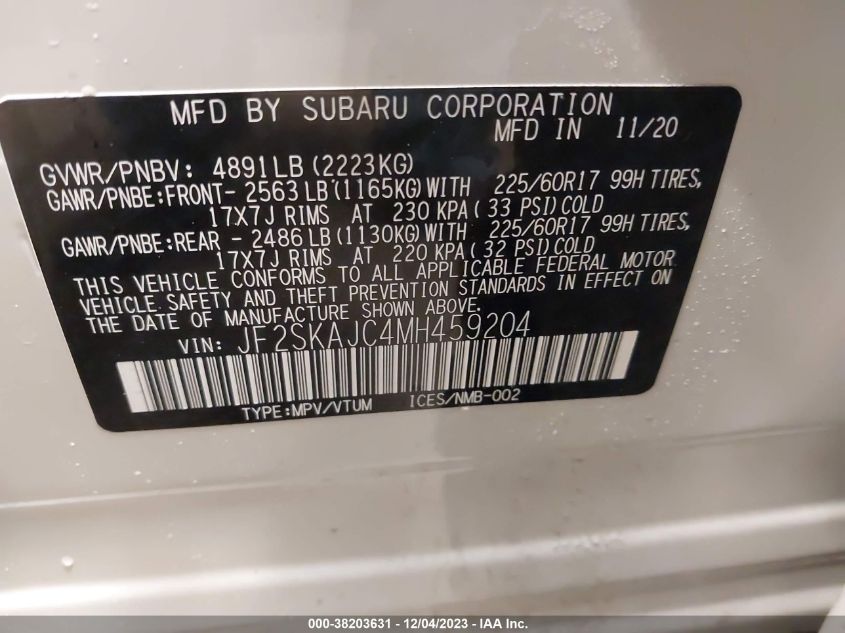 MFD BY SUBARU CORPORATION
MFD IN 11/20
GVWR/PNBV: 4891LB(2223KG)
GAWR/PNBE:FRONT- 2563LB(1165KG)WITH 225/60R17 99H TIRES,
17X7J RIMS AT 230 KPA( 33 PSI)COLD
GAWR/PNBE:REAR - 2486LB(1130KG)WITH 225/60R17 99H TIRES,
17X7J RIMS AT 220 KPA( 32 PSI)COLD
THIS VEHICLE CONFORMS TO ALL APPLICABLE FEDERAL MOTOR
VEHICLE SAFETY AND THEFT PREVENTION STANDARDS IN EFFECT ON
THE DATE OF MANUFACTURE SHOWN ABOVE.
VIN: JF2SKAJC4MH459204
TYPE:MPV/VTUM ICES/NMB-002
000-38203631 - 12/04/2023 - IAA Inc.